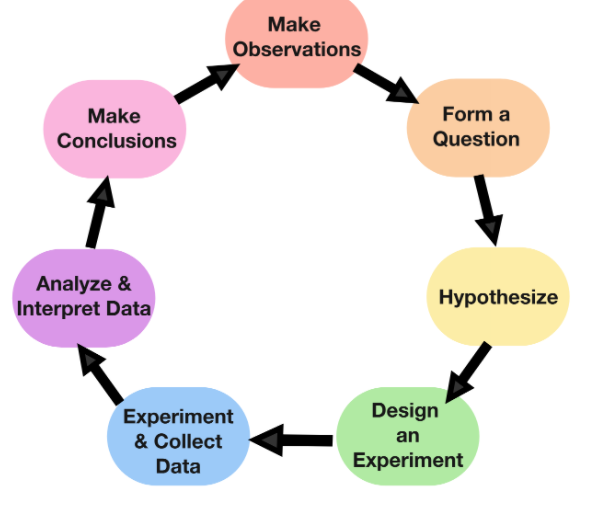 Make
Observations
Form a
Question
Hypothesize
Design
an
Experiment
Experiment
& Collect
Data
Analyze &
Interpret Data
Make
Conclusions